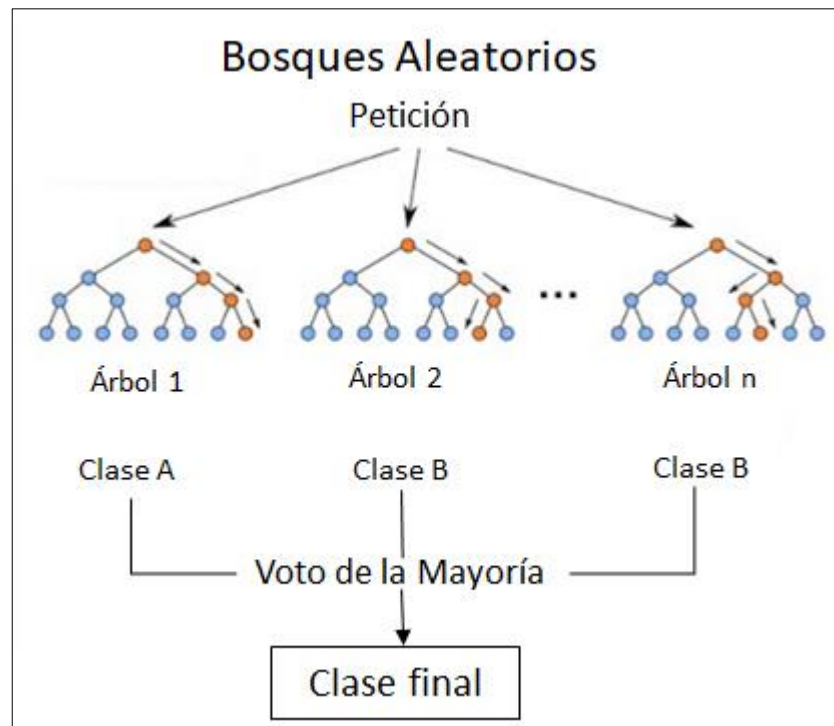 Bosques Aleatorios
Petición
...
Árbol 1
Árbol 2
Árbol n
Clase A
Clase B
Clase B
Voto de la Mayoría
Clase final